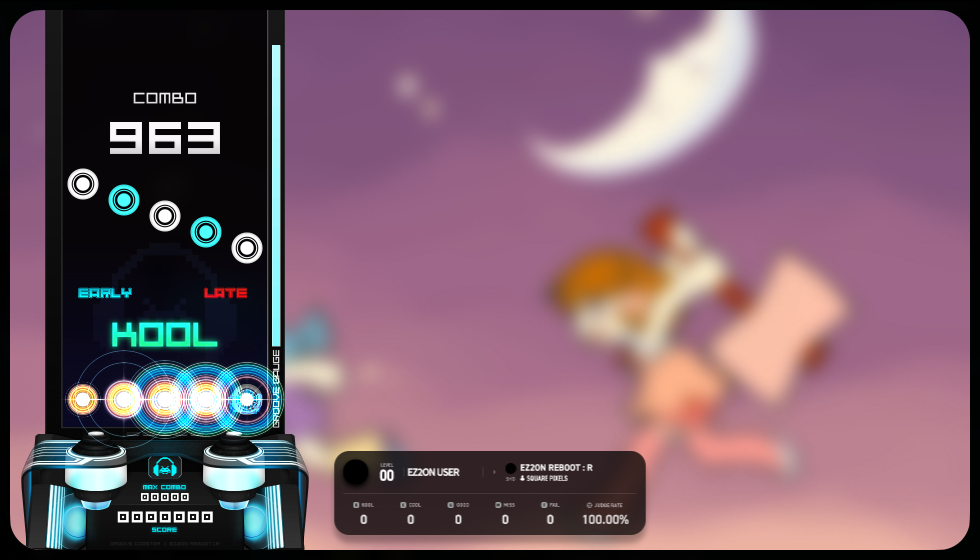 COMBO
963
EARLY LATE
KOOL
GROOVE GAUGE
MAX COMBO
SCORE
LEVEL
00
EZ2ON USER
EZ2ON REBOOT : R
SQUARE PIXELS
KOOL COOL GOOD MISS FAIL JUDGE RATE
0 0 0 0 0 100.00%